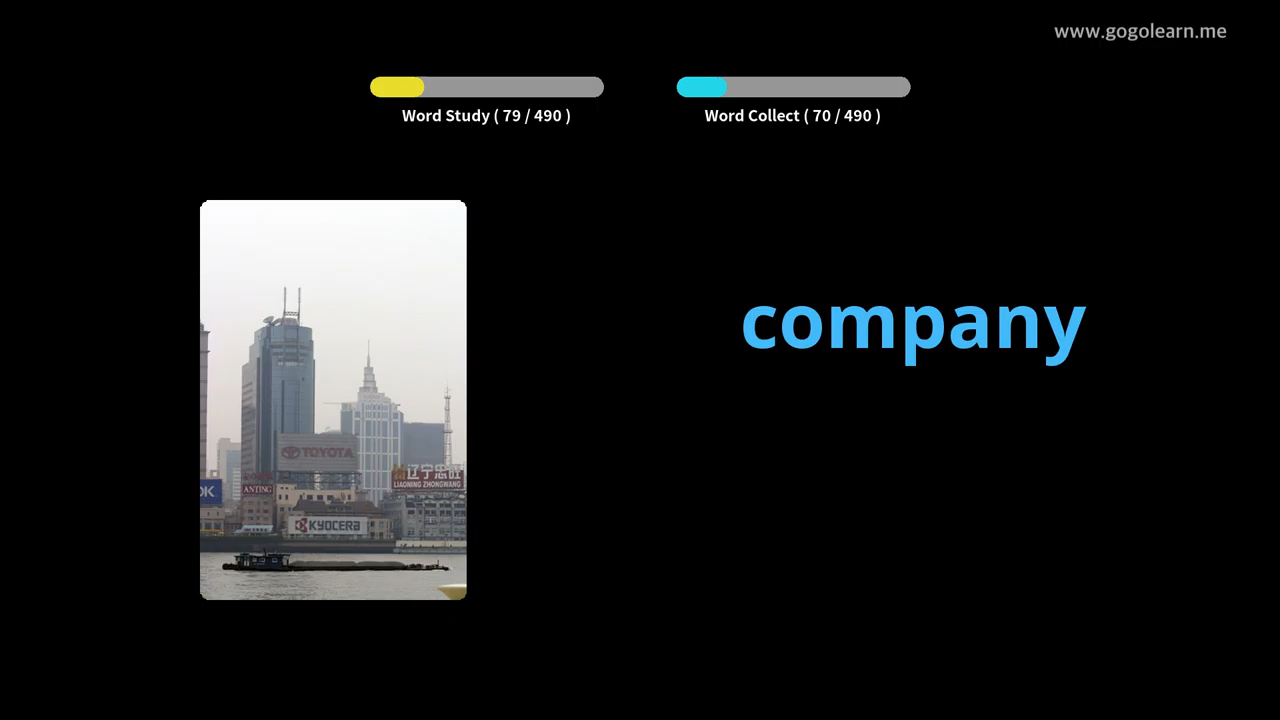 www.gogolearn.me
Word Study ( 79 / 490 )
Word Collect ( 70 / 490 )
company
TOYOTA
辽宁忠旺
LIAONING ZHONGWANG
ANTING
OK
KYOCERA